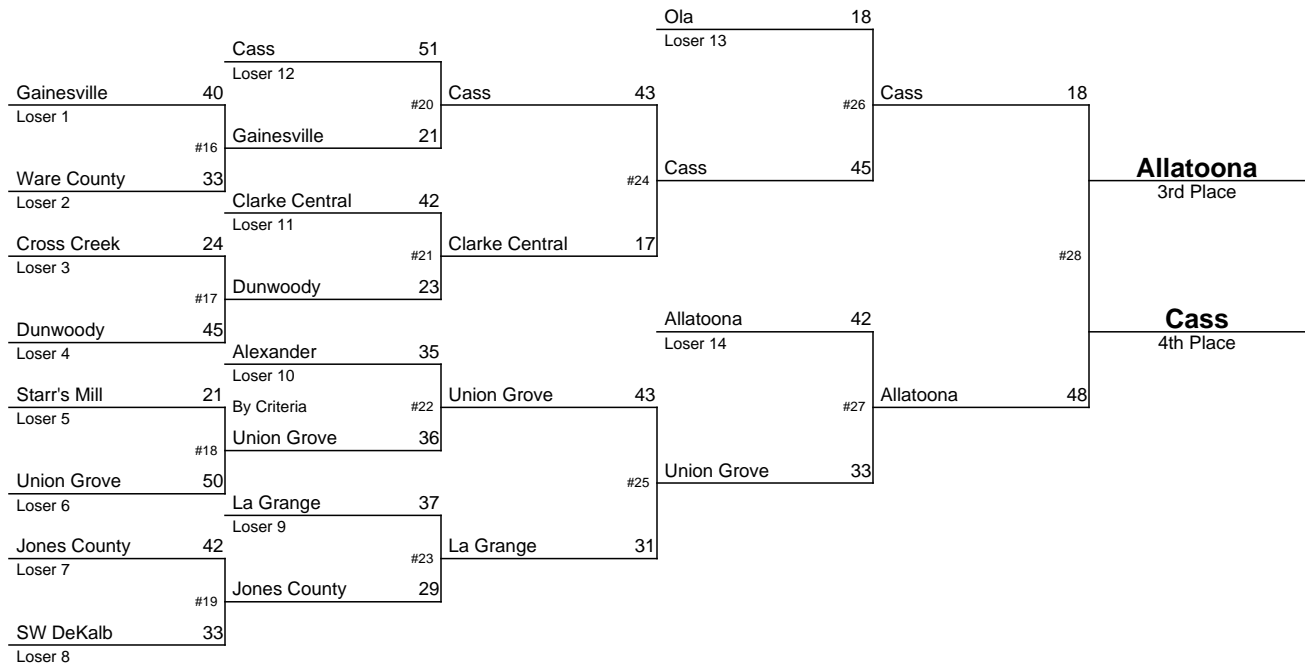 Ola 18
Loser 13
Cass 51
Loser 12
Gainesville 40
Loser 1
#20
Cass 43
#26
Cass 18
#16
Gainesville 21
Ware County 33
Loser 2
#24
Cass 45
Allatoona
3rd Place
Clarke Central 42
Loser 11
Cross Creek 24
Loser 3
#21
Clarke Central 17
#28
#17
Dunwoody 23
Dunwoody 45
Loser 4
Allatoona 42
Loser 14
Cass
4th Place
Alexander 35
Loser 10
Starr's Mill 21
Loser 5
By Criteria
#22
Union Grove 43
#27
Allatoona 48
#18
Union Grove 36
Union Grove 50
Loser 6
#25
Union Grove 33
La Grange 37
Loser 9
Jones County 42
Loser 7
#23
La Grange 31
#19
Jones County 29
SW DeKalb 33
Loser 8